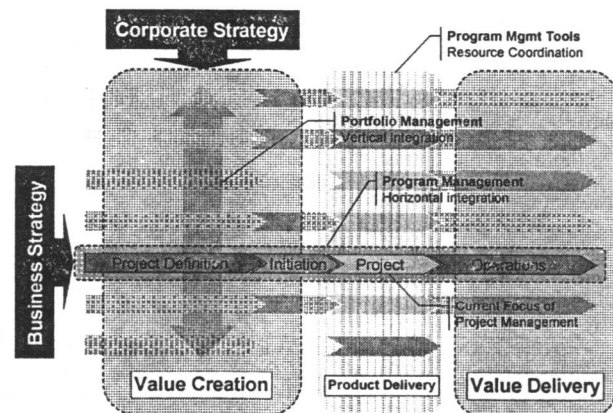 Corporate Strategy
Program Mgmt Tools
Resource Coordination
Portfolio Management
Vertical Integration
Program Management
Horizontal Integration
Business Strategy
Project Definition
Initiation
Project
Operations
Current Focus of
Project Management
Value Creation
Product Delivery
Value Delivery